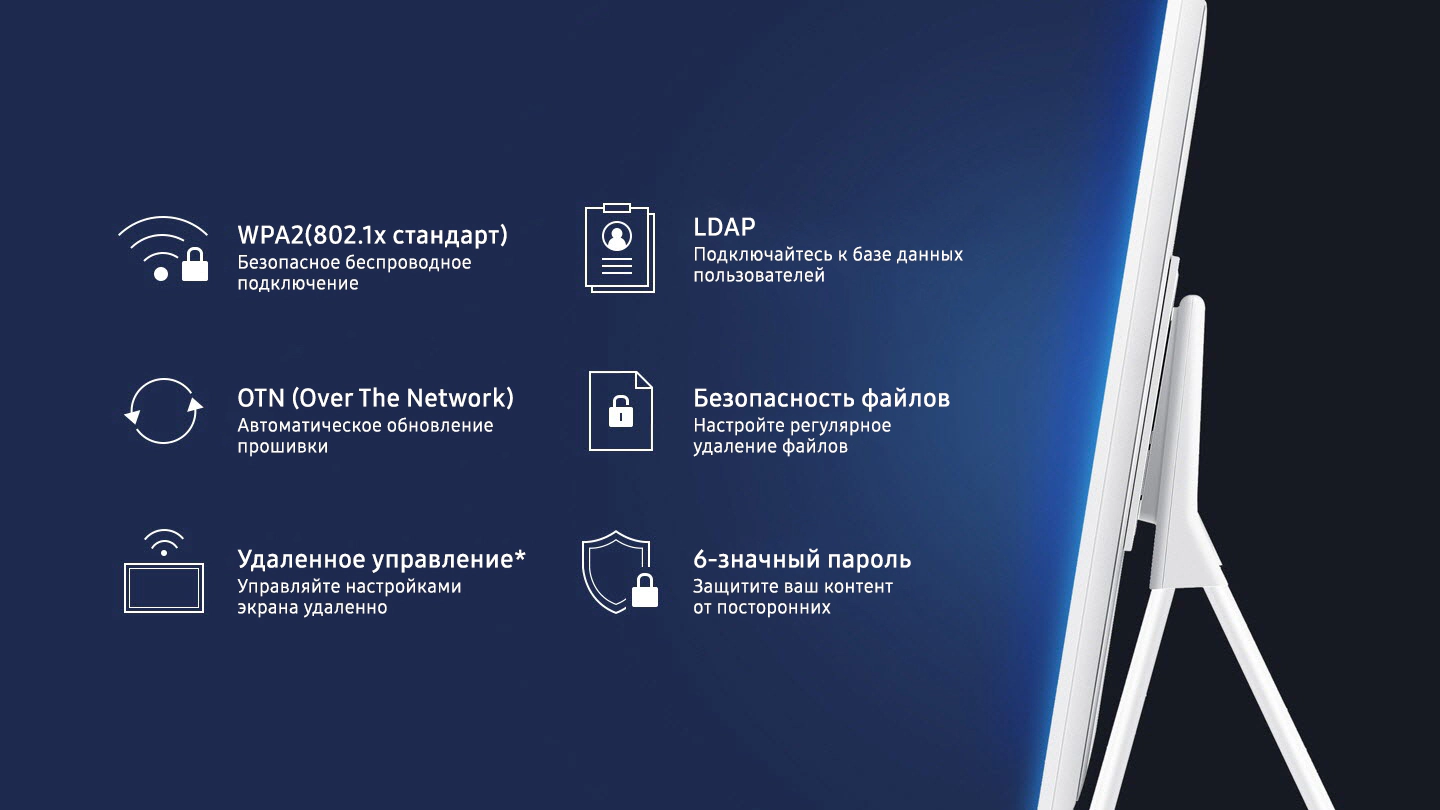 WPA2(802.1x стандарт)
Безопасное беспроводное
подключение
LDAP
Подключайтесь к базе данных
пользователей
OTN (Over The Network)
Автоматическое обновление
прошивки
Безопасность файлов
Настройте регулярное
удаление файлов
Удаленное управление*
Управляйте настройками
экрана удаленно
6-значный пароль
Защитите ваш контент
от посторонних